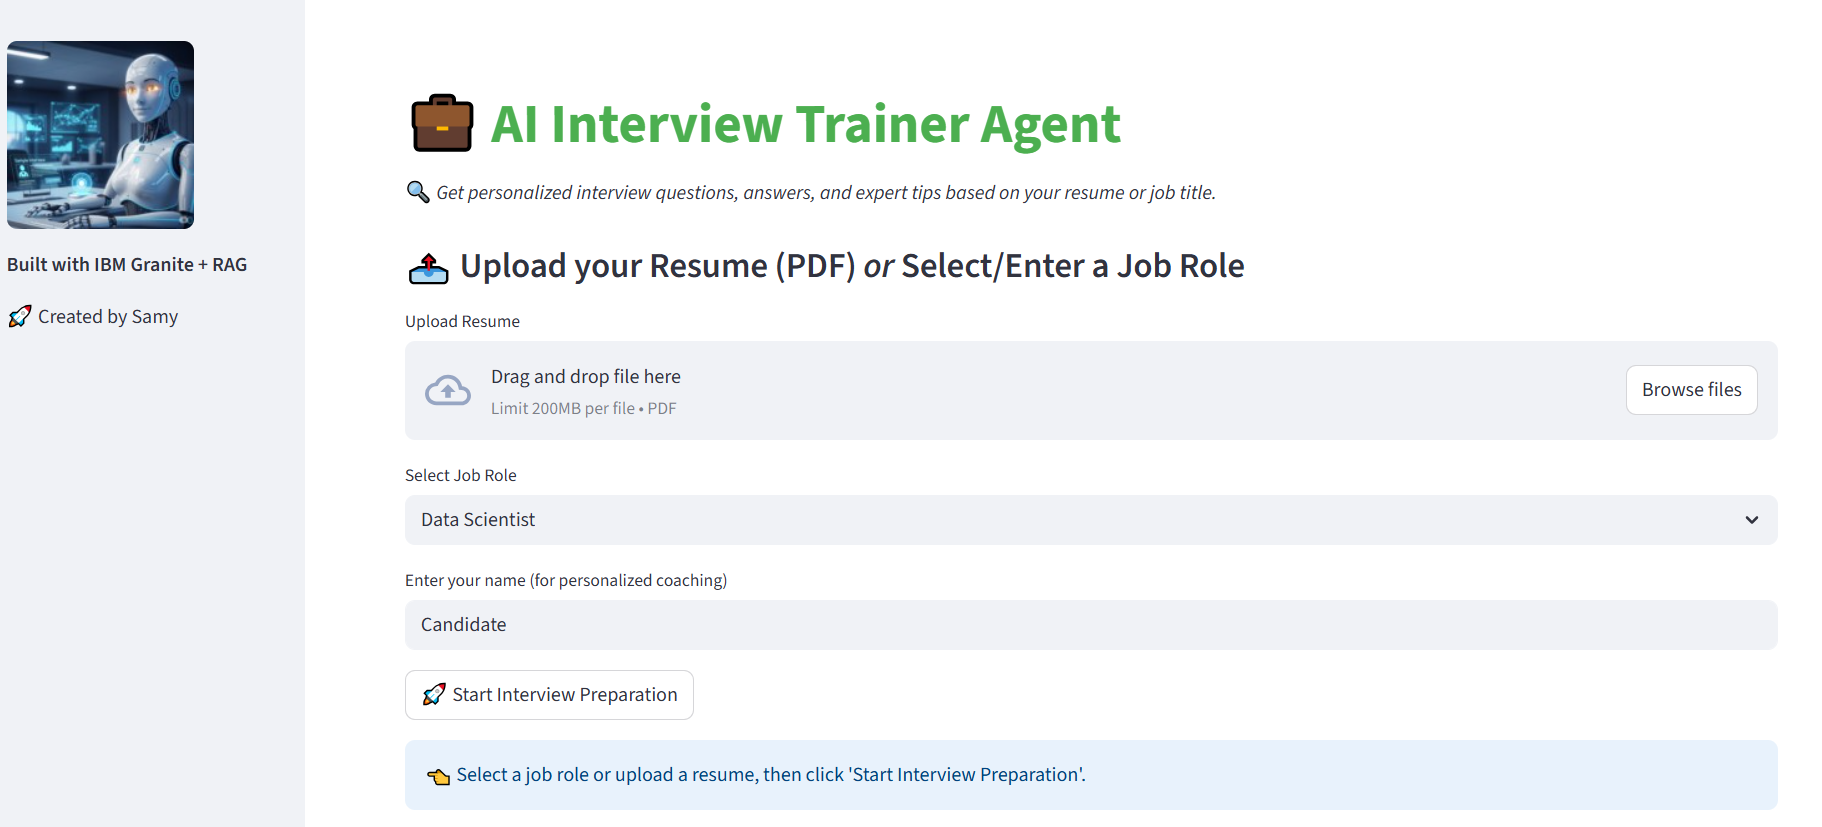 Built with IBM Granite + RAG
🚀 Created by Samy
💼 AI Interview Trainer Agent
🔍 Get personalized interview questions, answers, and expert tips based on your resume or job title.
📤 Upload your Resume (PDF) or Select/Enter a Job Role
Upload Resume
Drag and drop file here
Limit 200MB per file • PDF
Browse files
Select Job Role
Data Scientist
Enter your name (for personalized coaching)
Candidate
🚀 Start Interview Preparation
👈 Select a job role or upload a resume, then click 'Start Interview Preparation'.